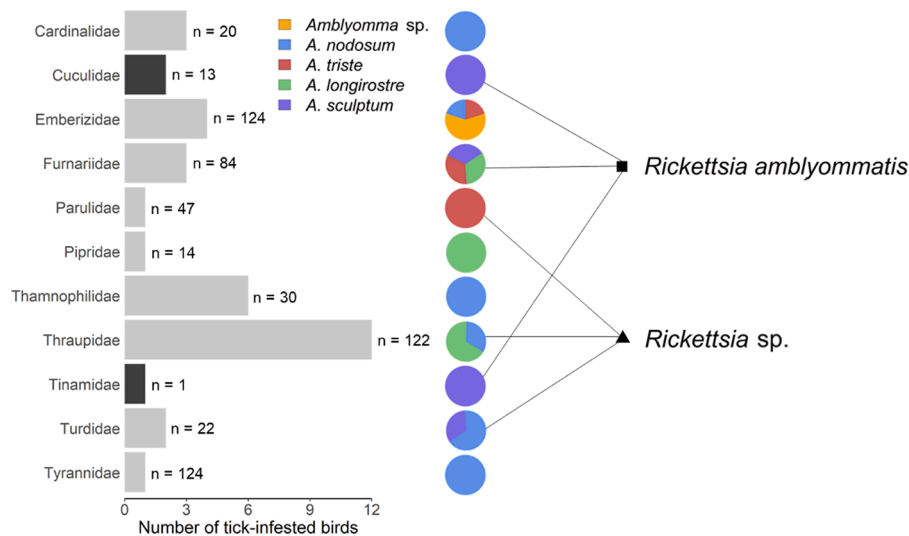 Cardinalidae
n = 20
Cuculidae
n = 13
Emberizidae
n = 124
Furnariidae
n = 84
Parulidae
n = 47
Pipridae
n = 14
Thamnophilidae
n = 30
Thraupidae
n = 122
Tinamidae
n = 1
Turdidae
n = 22
Tyrannidae
n = 124
0 3 6 9 12
Number of tick-infested birds
Amblyomma sp.
A. nodosum
A. triste
A. longirostre
A. sculptum
Rickettsia amblyommatis
Rickettsia sp.